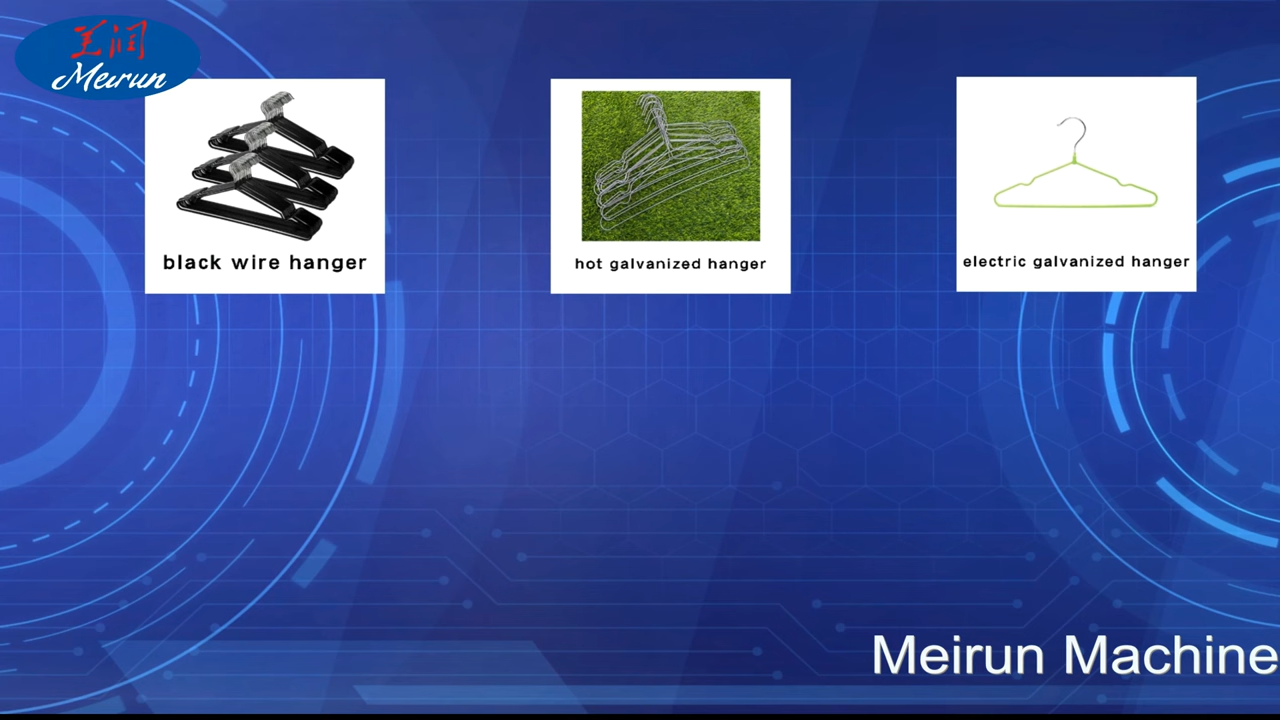 美润
Meirun
black wire hanger
hot galvanized hanger
electric galvanized hanger
Meirun Machine